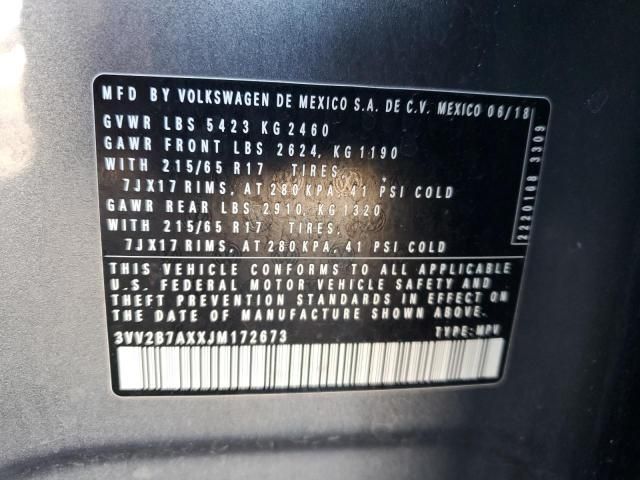 MFD BY VOLKSWAGEN DE MEXICO S.A. DE C.V. MEXICO 06/18
GVWR LBS 5423 KG 2460
GAWR FRONT LBS 2624, KG 1190
WITH 215/65 R17 TIRES,
7JX17 RIMS, AT 280 KPA, 41 PSI COLD
GAWR REAR LBS 2910, KG 1320
WITH 215/65 R17 TIRES,
7JX17 RIMS, AT 280 KPA, 41 PSI COLD
THIS VEHICLE CONFORMS TO ALL APPLICABLE
U.S. FEDERAL MOTOR VEHICLE SAFETY AND
THEFT PREVENTION STANDARDS IN EFFECT ON
THE DATE OF MANUFACTURE SHOWN ABOVE.
3VV2B7AXXJM172673 TYPE: MPV
2220168 3309